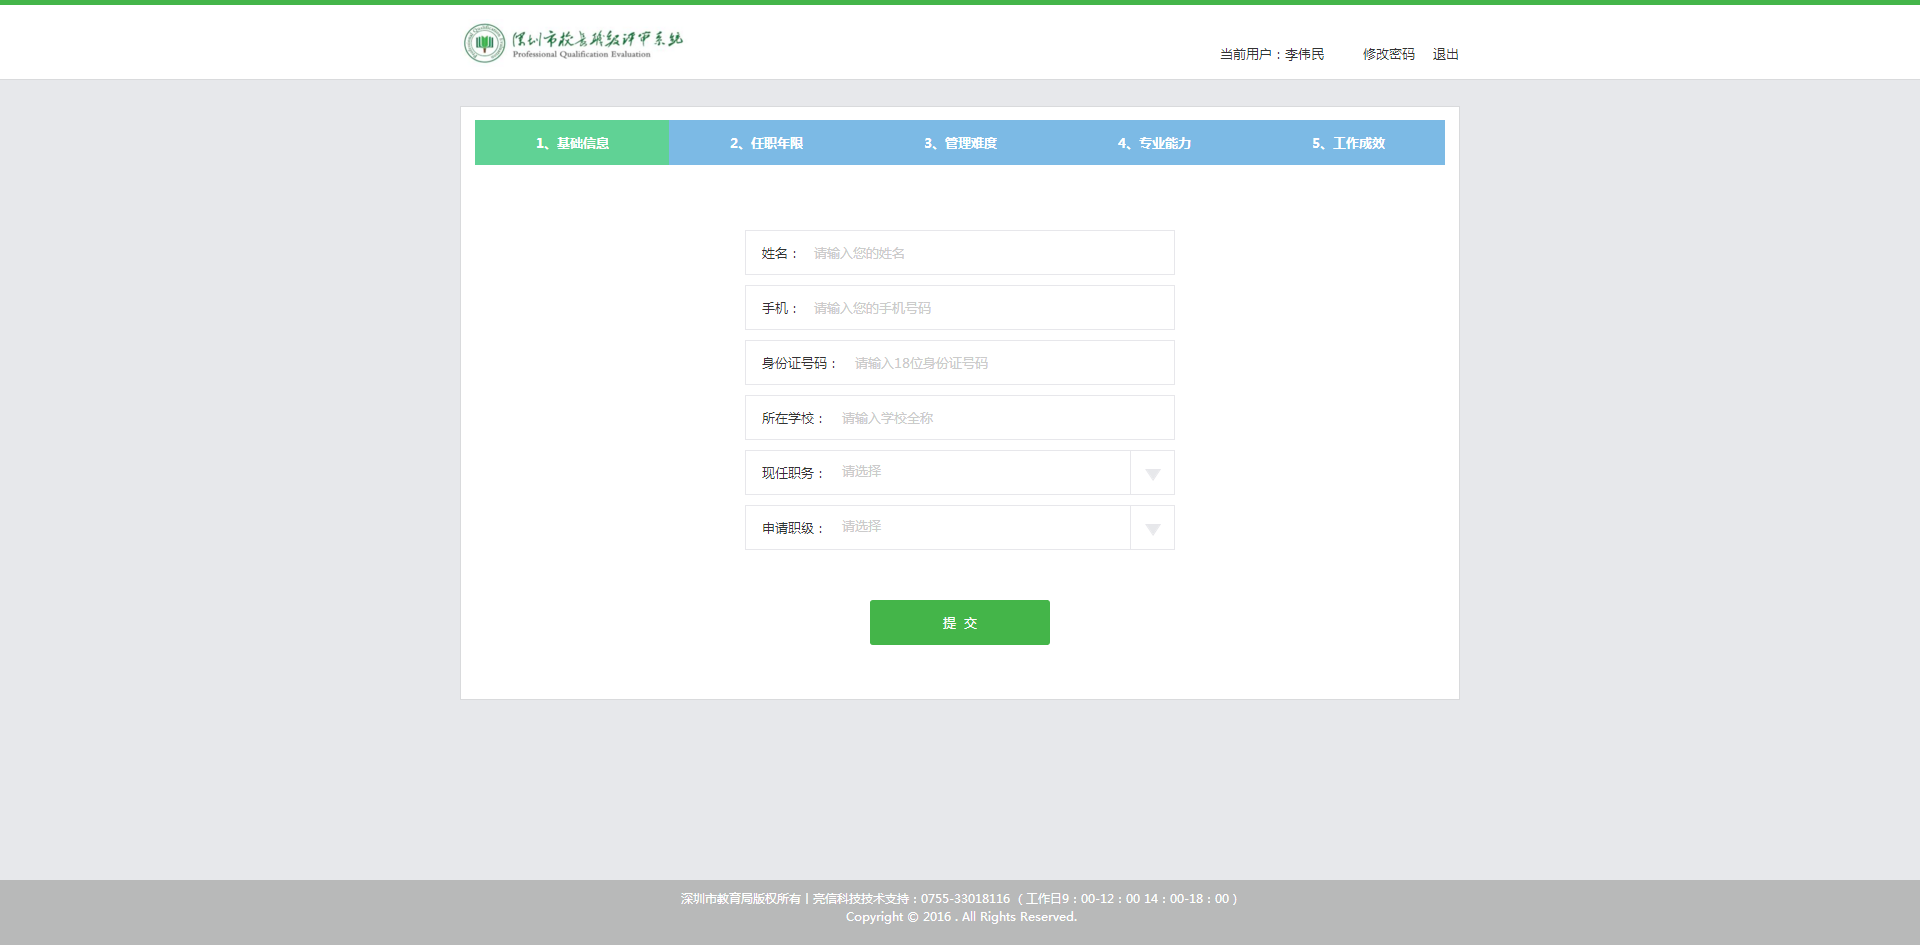 深圳市校长职级评审系统
Professional Qualification Evaluation
当前用户：李伟民 修改密码 退出
1、基础信息 2、任职年限 3、管理难度 4、专业能力 5、工作成效
姓名： 请输入您的姓名
手机： 请输入您的手机号码
身份证号码： 请输入18位身份证号码
所在学校： 请输入学校全称
现任职务： 请选择
申请职级： 请选择
提 交
深圳市教育局版权所有丨亮信科技技术支持：0755-33018116（工作日9：00-12：00 14：00-18：00）
Copyright © 2016 . All Rights Reserved.